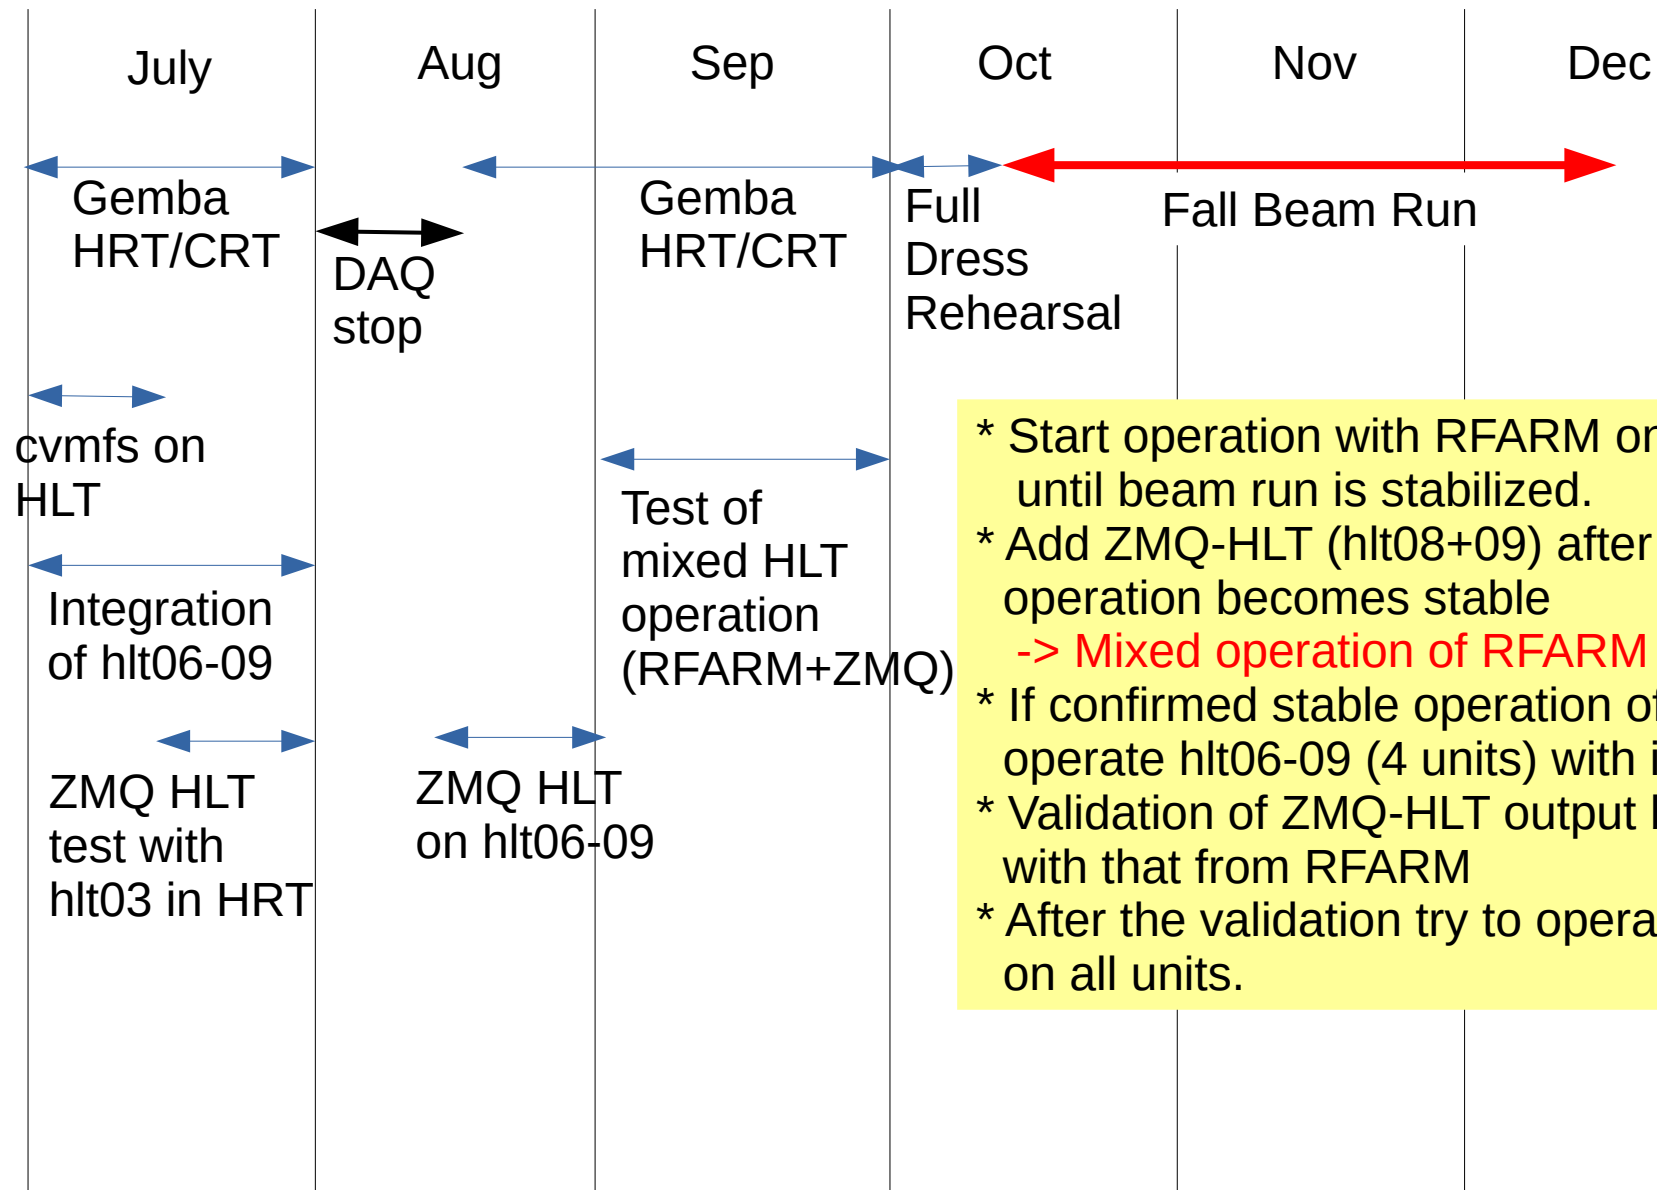 July
Aug
Sep
Oct
Nov
Dec
Gemba
HRT/CRT
DAQ
stop
Gemba
HRT/CRT
Full
Dress
Rehearsal
Fall Beam Run
cvmfs on
HLT
Integration
of hlt06-09
ZMQ HLT
test with
hlt03 in HRT
ZMQ HLT
on hlt06-09
Test of
mixed HLT
operation
(RFARM+ZMQ)
* Start operation with RFARM
until beam run is stabilized.
* Add ZMQ-HLT (hlt08+09) after
operation becomes stable
-> Mixed operation of RFARM
* If confirmed stable operation
operate hlt06-09 (4 units) with
* Validation of ZMQ-HLT output
with that from RFARM
* After the validation try to
on all units.